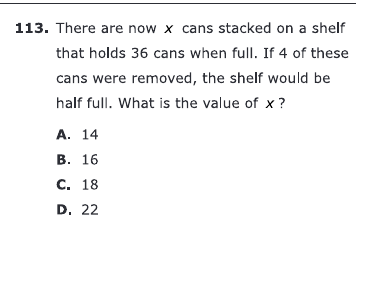 113. There are now x cans stacked on a shelf
that holds 36 cans when full. If 4 of these
cans were removed, the shelf would be
half full. What is the value of x ?
A. 14
B. 16
C. 18
D. 22